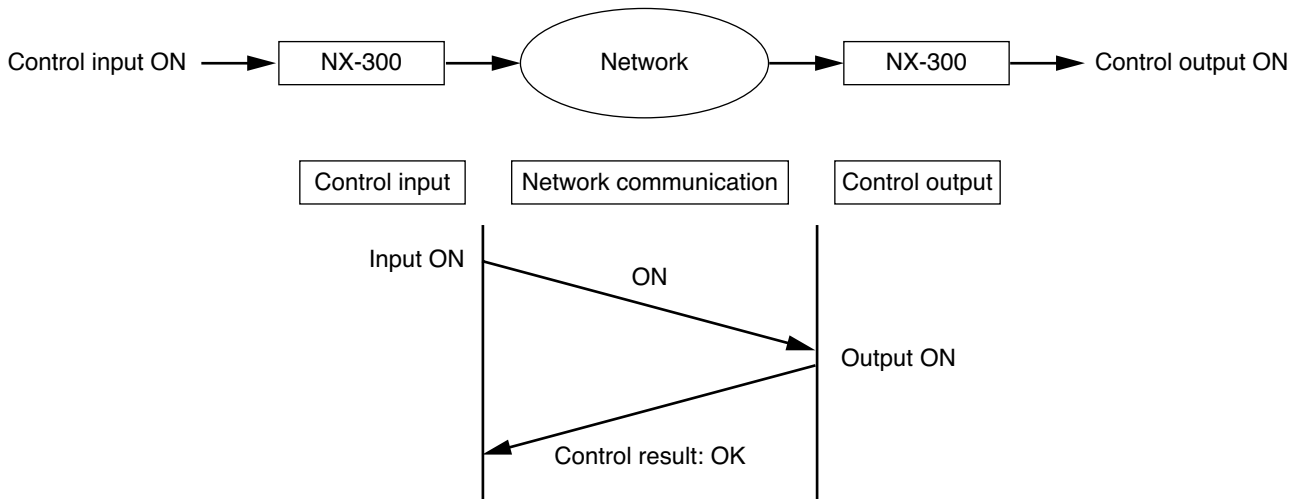 Control input ON
NX-300
Network
NX-300
Control output ON
Control input
Network communication
Control output
Input ON
ON
Output ON
Control result: OK